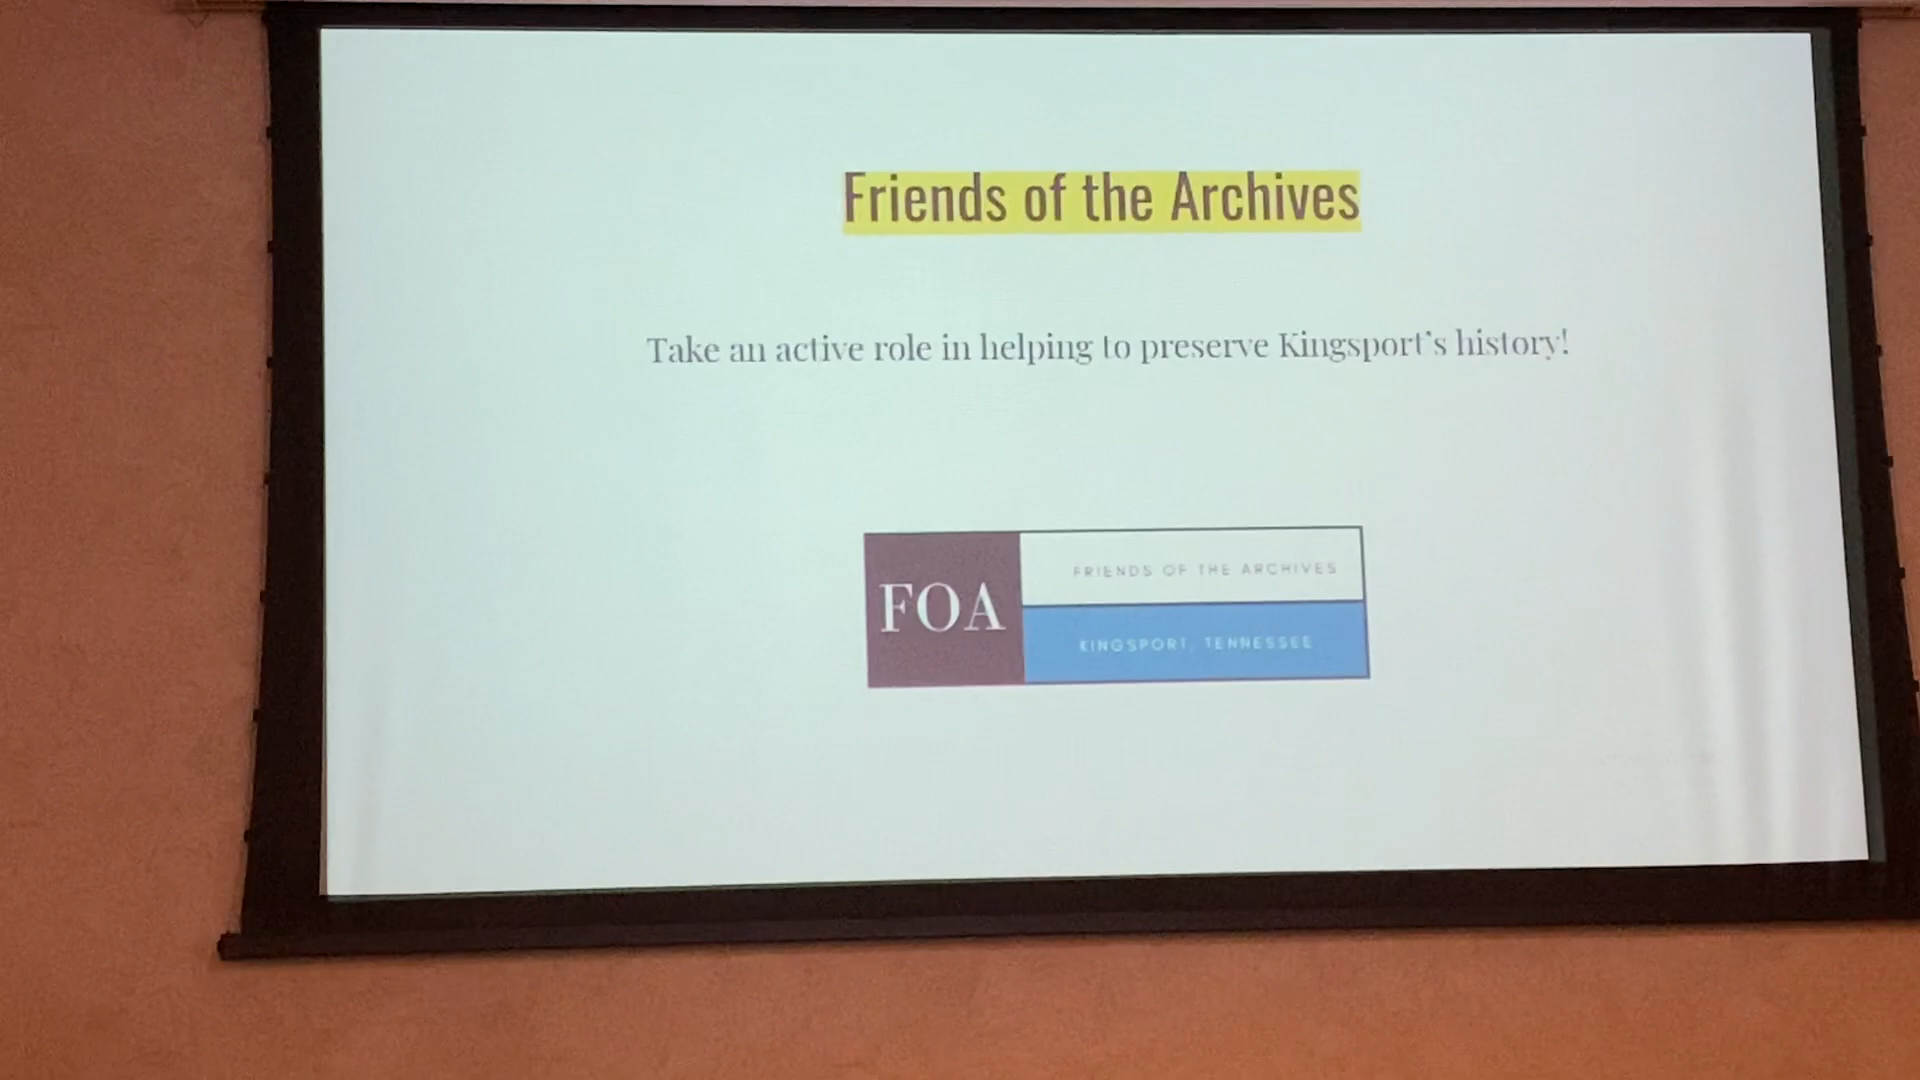 Friends of the Archives
Take an active role in helping to preserve Kingsport's history!
FOA
FRIENDS OF THE ARCHIVES
KINGSPORT, TENNESSEE